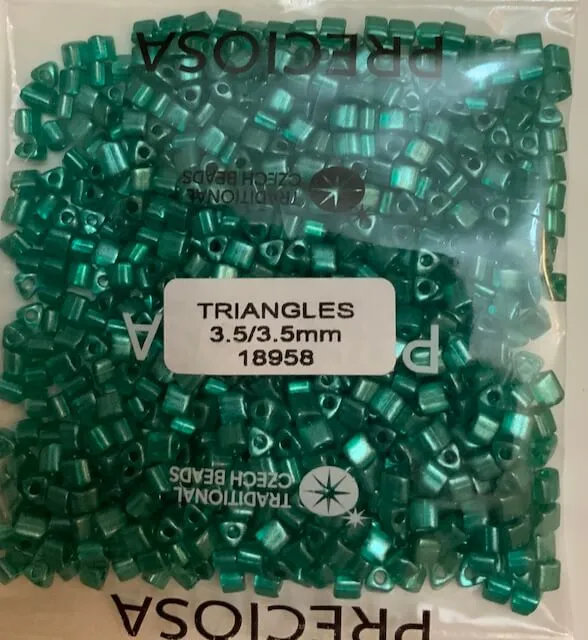 PRECIOSA
TRADITIONAL
CZECH BEADS
TRIANGLES
3.5/3.5mm
18958
P A
TRADITIONAL
CZECH BEADS
PRECIOSA